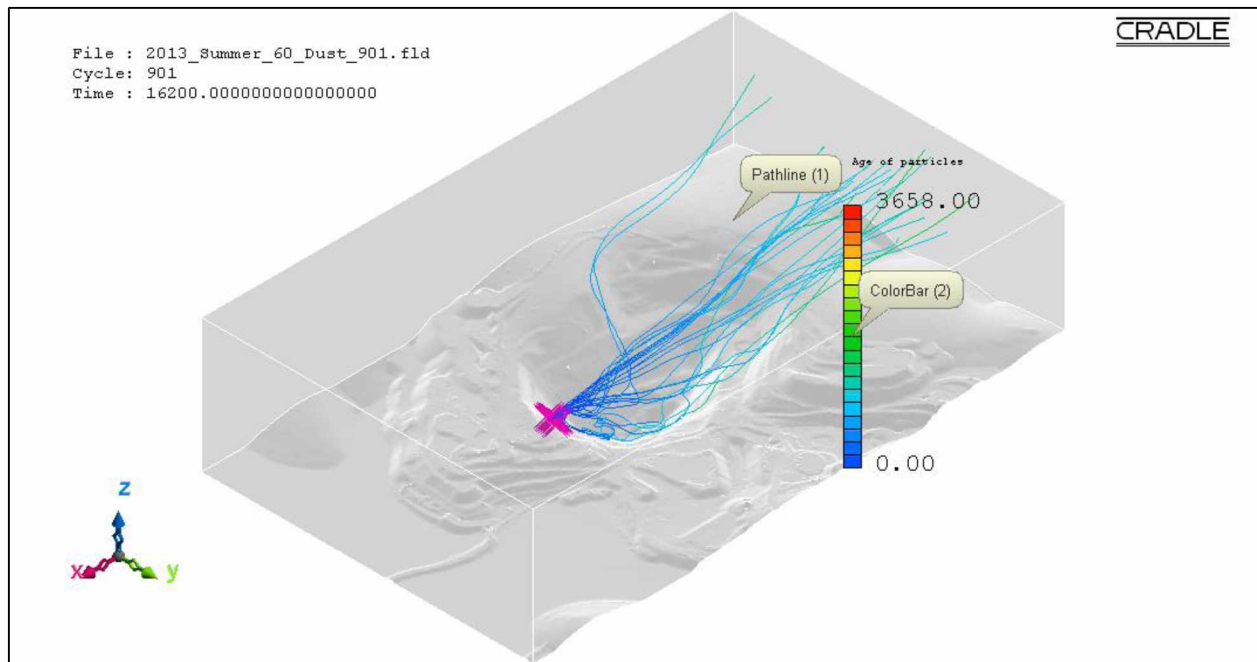 CRADLE
File : 2013_Summer_60_Dust_901.fld
Cycle: 901
Time : 16200.0000000000000000
Age of particles
Pathline (1)
3658.00
ColorBar (2)
0.00
z
x
y